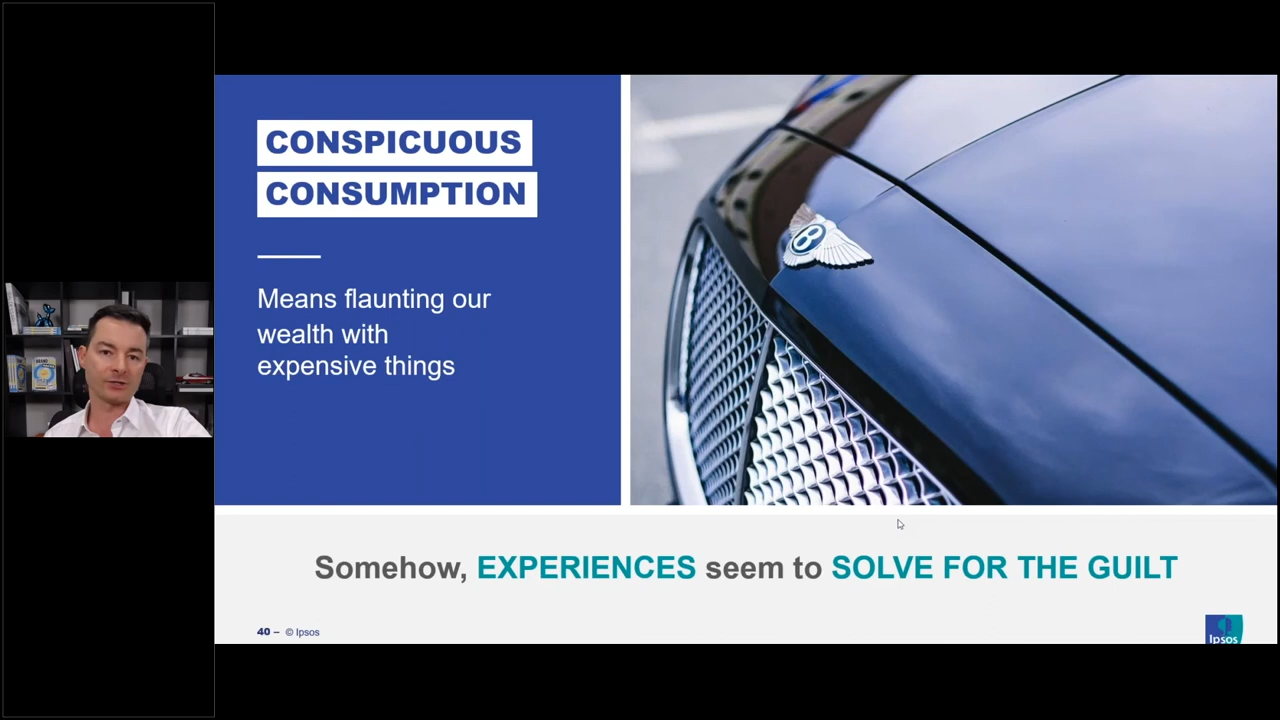 CONSPICUOUS
CONSUMPTION
Means flaunting our
wealth with
expensive things
Somehow, EXPERIENCES seem to SOLVE FOR THE GUILT
40 – © Ipsos
Ipsos